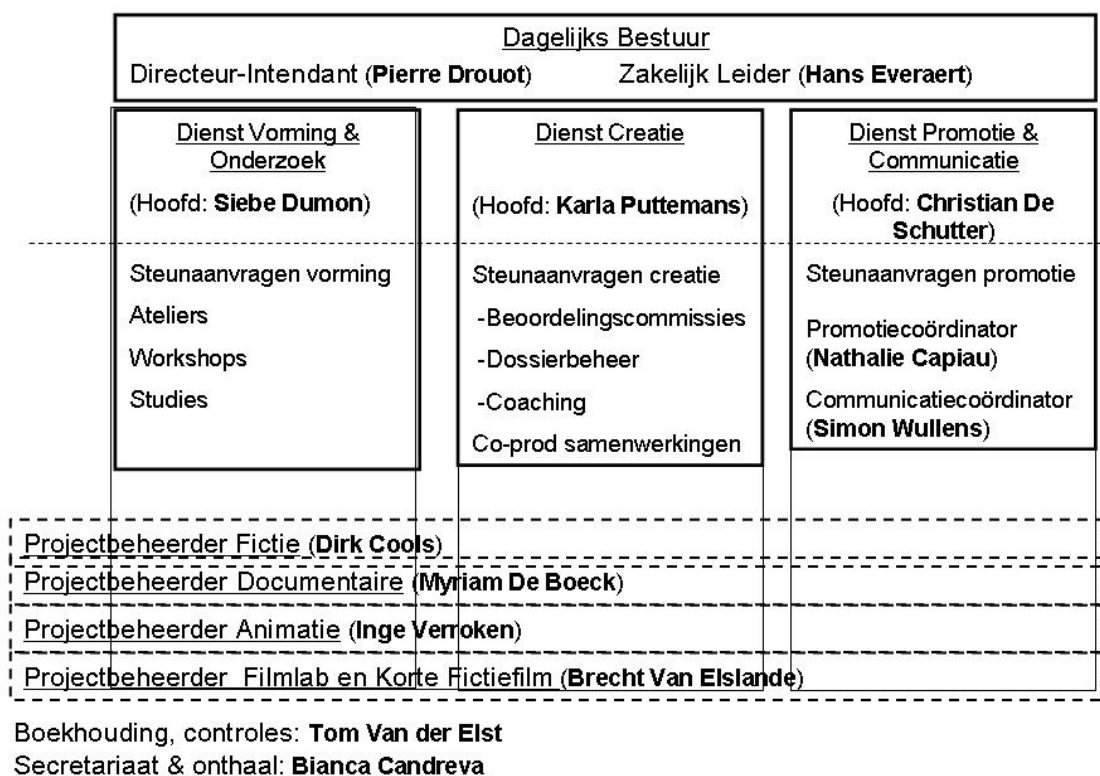 Dagelijks Bestuur
Directeur-Intendant (Pierre Drouot) Zakelijk Leider (Hans Everaert)
Dienst Vorming &
Onderzoek
(Hoofd: Siebe Dumon)
Steunaanvragen vorming
Ateliers
Workshops
Studies
Dienst Creatie
(Hoofd: Karla Puttemans)
Steunaanvragen creatie
-Beoordelingscommissies
-Dossierbeheer
-Coaching
Co-prod samenwerkingen
Dienst Promotie &
Communicatie
(Hoofd: Christian De
Schutter)
Steunaanvragen promotie
Promotiecoördinator
(Nathalie Capiau)
Communicatiecoördinator
(Simon Wullens)
Projectbeheerder Fictie (Dirk Cools)
Projectbeheerder Documentaire (Myriam De Boeck)
Projectbeheerder Animatie (Inge Verroken)
Projectbeheerder Filmlab en Korte Fictiefilm (Brecht Van Elslande)
Boekhouding, controles: Tom Van der Elst
Secretariaat & onthaal: Bianca Candreva